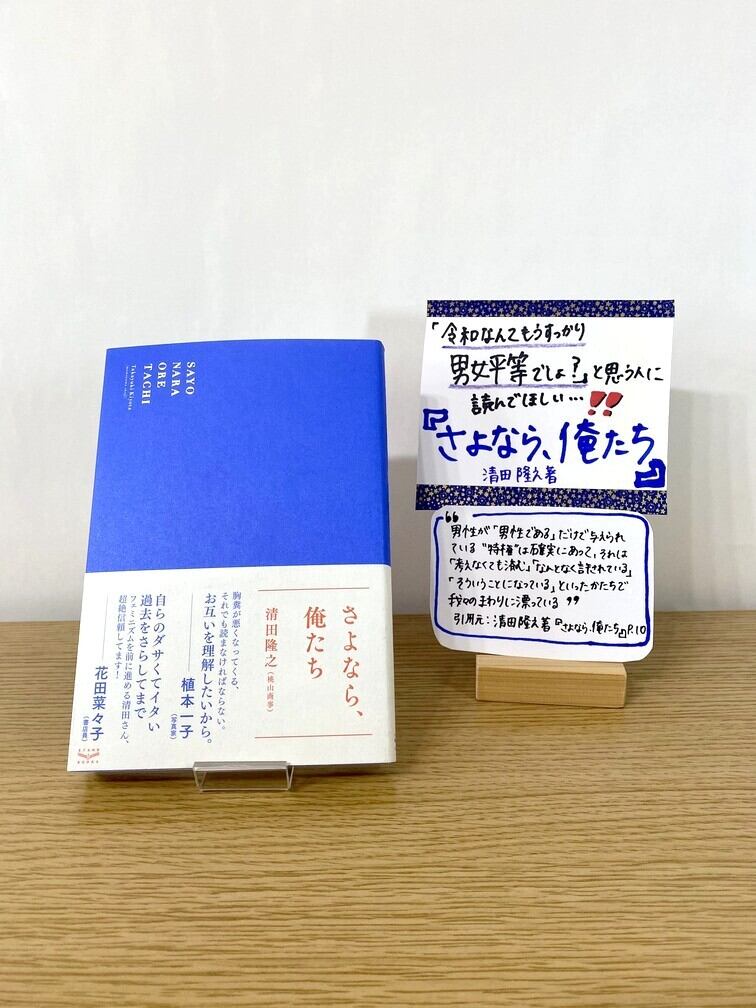 SAYO
NARA
ORE
TACHI
Takayuki Kiyota
さよなら、
俺たち
清田隆之（桃山商事）
胸糞が悪くなってくる、
それでも読まなければならない。
お互いを理解したいから。
植本一子（写真家）
自らのダサくてイタい
過去をさらしてまで
フェミニズムを前に進める清田さん、
超絶信頼してます！
花田菜々子（書店員）
「令和なんてもうすっかり
男女平等でしょ？」と思う人に
読んでほしい…!!
『さよなら、俺たち』
清田隆之著
“男性が「男性である」だけで与えられ
ている"特権"は確実にあって、それは
「考えなくても済む」「なんとなく許されている」
「そういうことになっている」といったかたちで
我々のまわりに漂っている”
引用元：清田隆之著『さよなら、俺たち』P.10